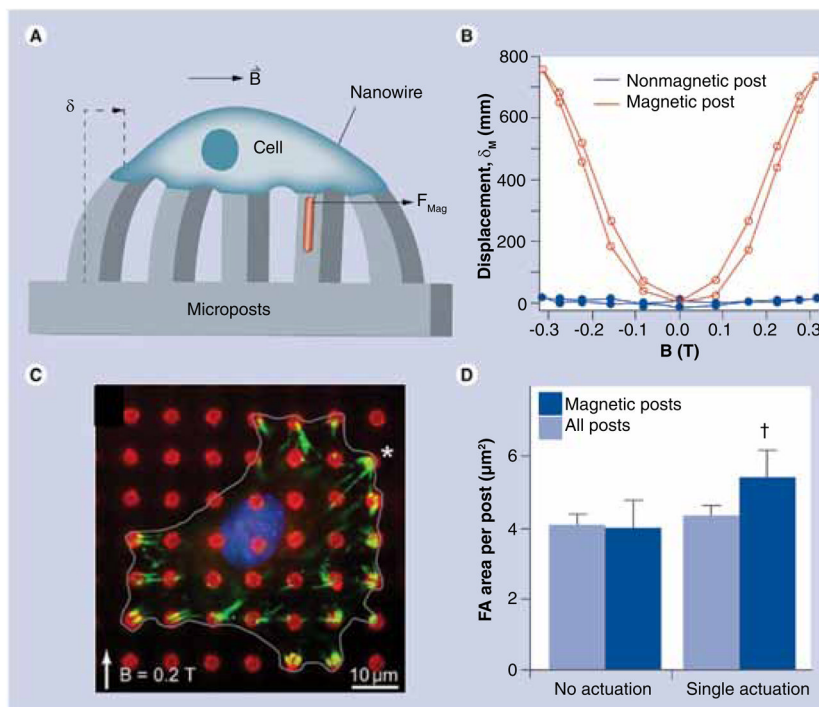 A
B
δ
Nanowire
Cell
F Mag
Microposts
B
Displacement, δM (mm)
800
600
400
200
0
Nonmagnetic post
Magnetic post
-0.3 -0.2 -0.1 0.0 0.1 0.2 0.3
B (T)
C
*
B = 0.2 T
10 µm
D
FA area per post (µm²)
6
4
2
0
Magnetic posts
All posts
†
No actuation Single actuation